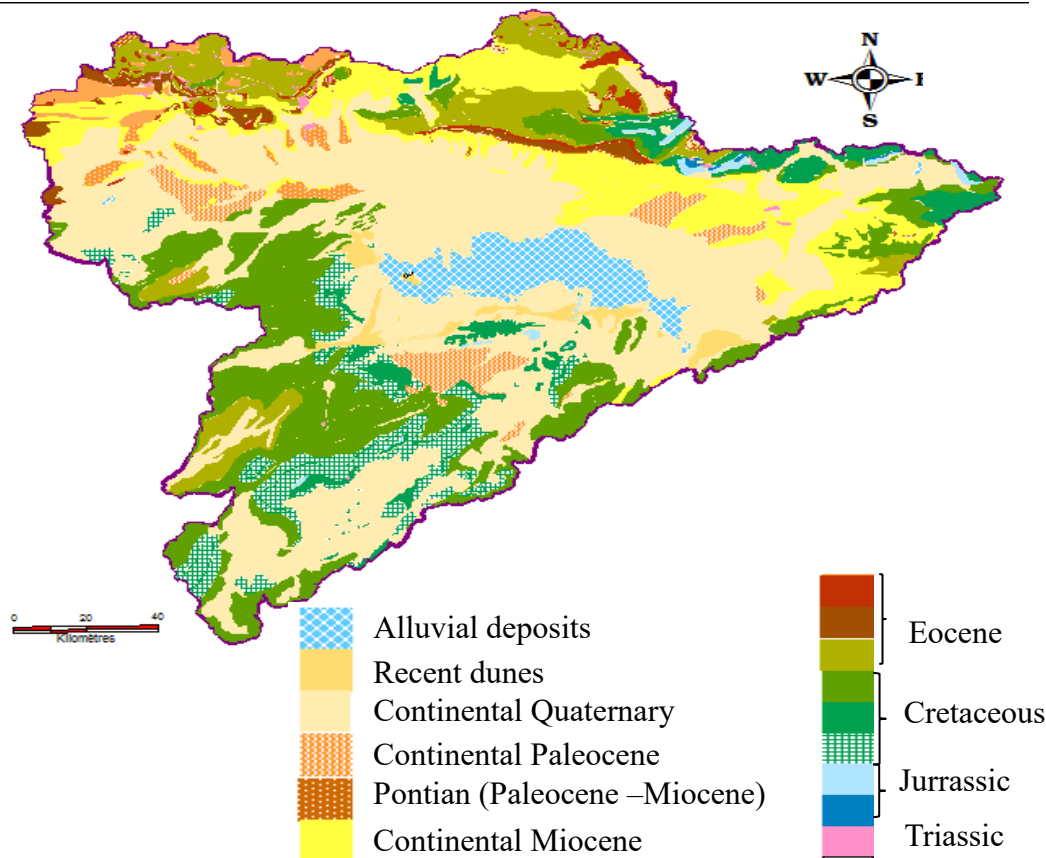 N
W
S
0 20 40
Kilomètres
Alluvial deposits
Recent dunes
Continental Quaternary
Continental Paleocene
Pontian (Paleocene –Miocene)
Continental Miocene
Eocene
Cretaceous
Jurrassic
Triassic